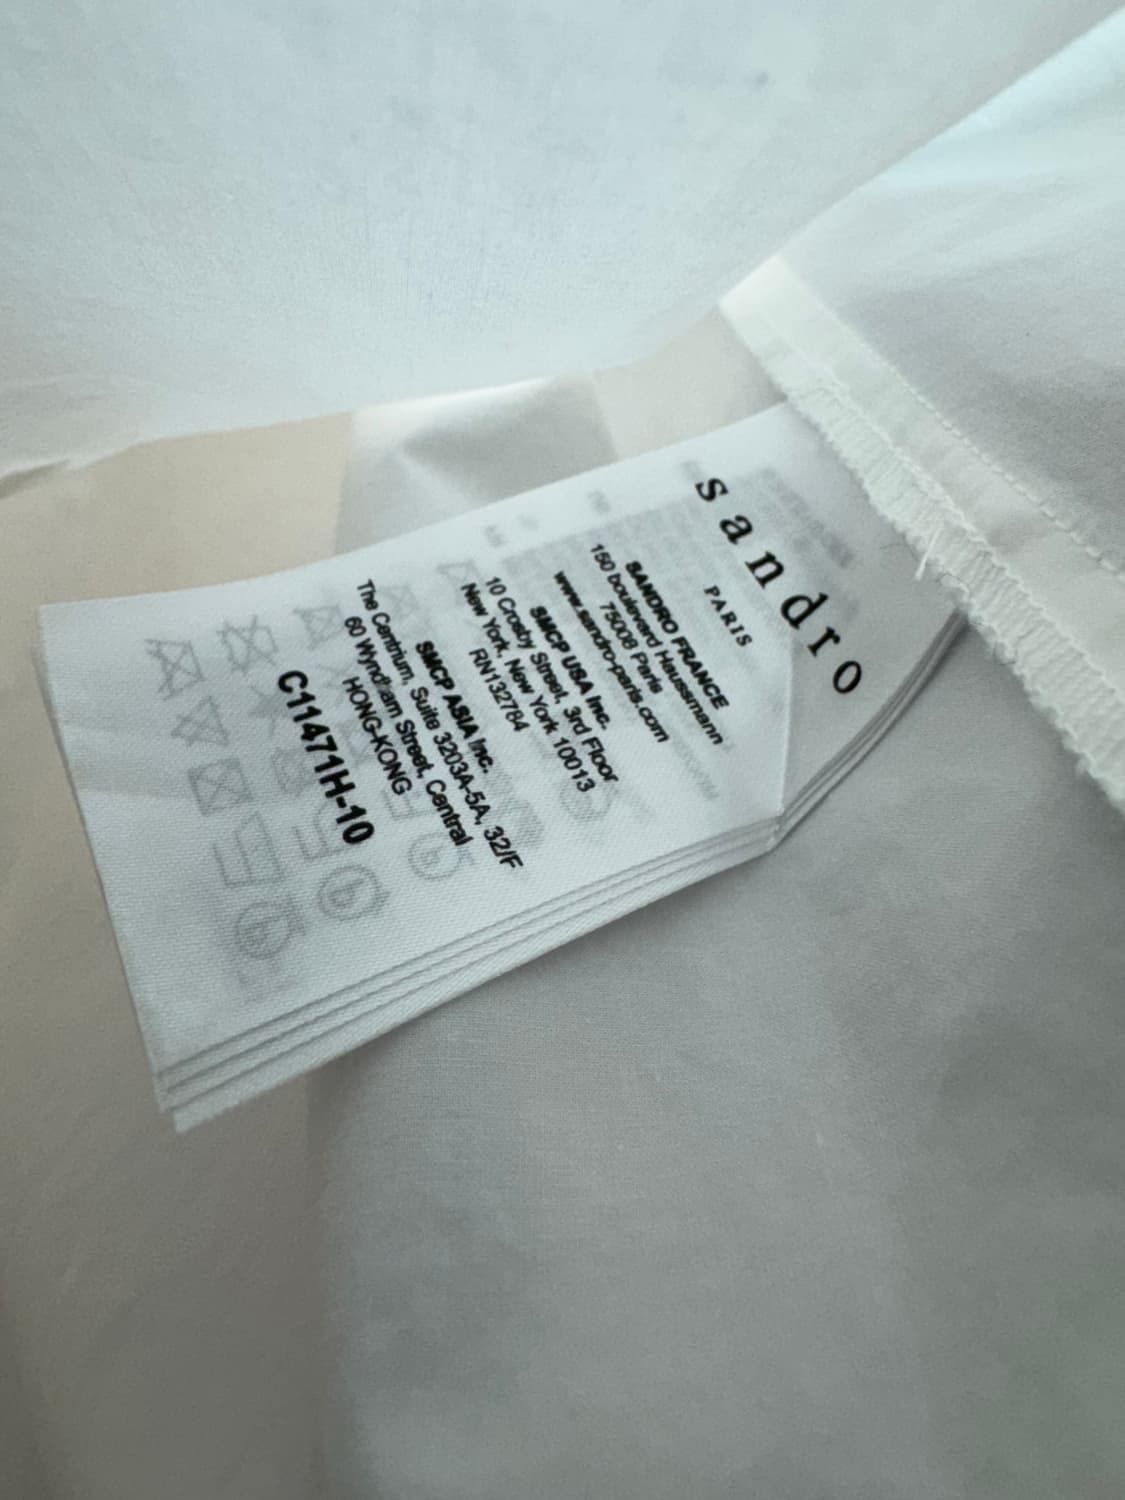 sandro
PARIS
SANDRO FRANCE
150 boulevard Haussmann
75008 Paris
www.sandro-paris.com
SMCP USA Inc.
10 Crosby Street, 3rd Floor
New York, New York 10013
RN132784
SMCP ASIA Inc.
The Centrium, Suite 3203A-5A, 32/F
60 Wyndham Street, Central
HONG-KONG
C11471H-10